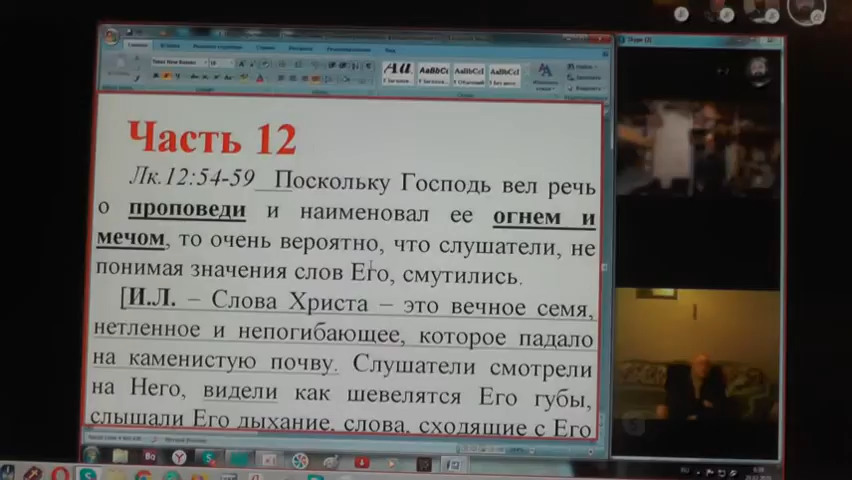 Часть 12
Лк.12:54-59 Поскольку Господь вел речь
о проповеди и наименовал ее огнем и
мечом, то очень вероятно, что слушатели, не
понимая значения слов Его, смутились.
[И.Л. – Слова Христа – это вечное семя,
нетленное и непогибающее, которое падало
на каменистую почву. Слушатели смотрели
на Него, видели как шевелятся Его губы,
слышали Его дыхание, слова, сходящие с Его